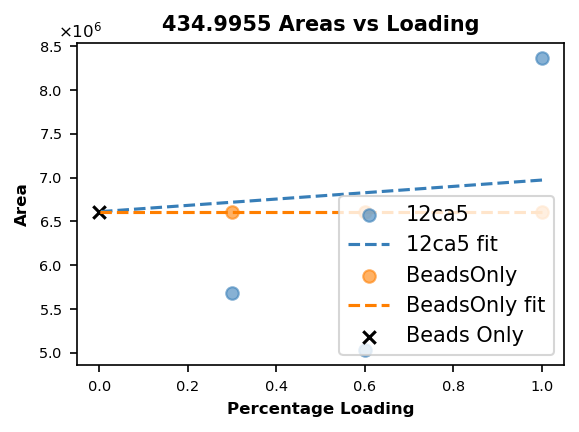 434.9955 Areas vs Loading
×10⁶
8.5
8.0
7.5
7.0
6.5
6.0
5.5
5.0
Area
12ca5
12ca5 fit
BeadsOnly
BeadsOnly fit
Beads Only
0.0 0.2 0.4 0.6 0.8 1.0
Percentage Loading